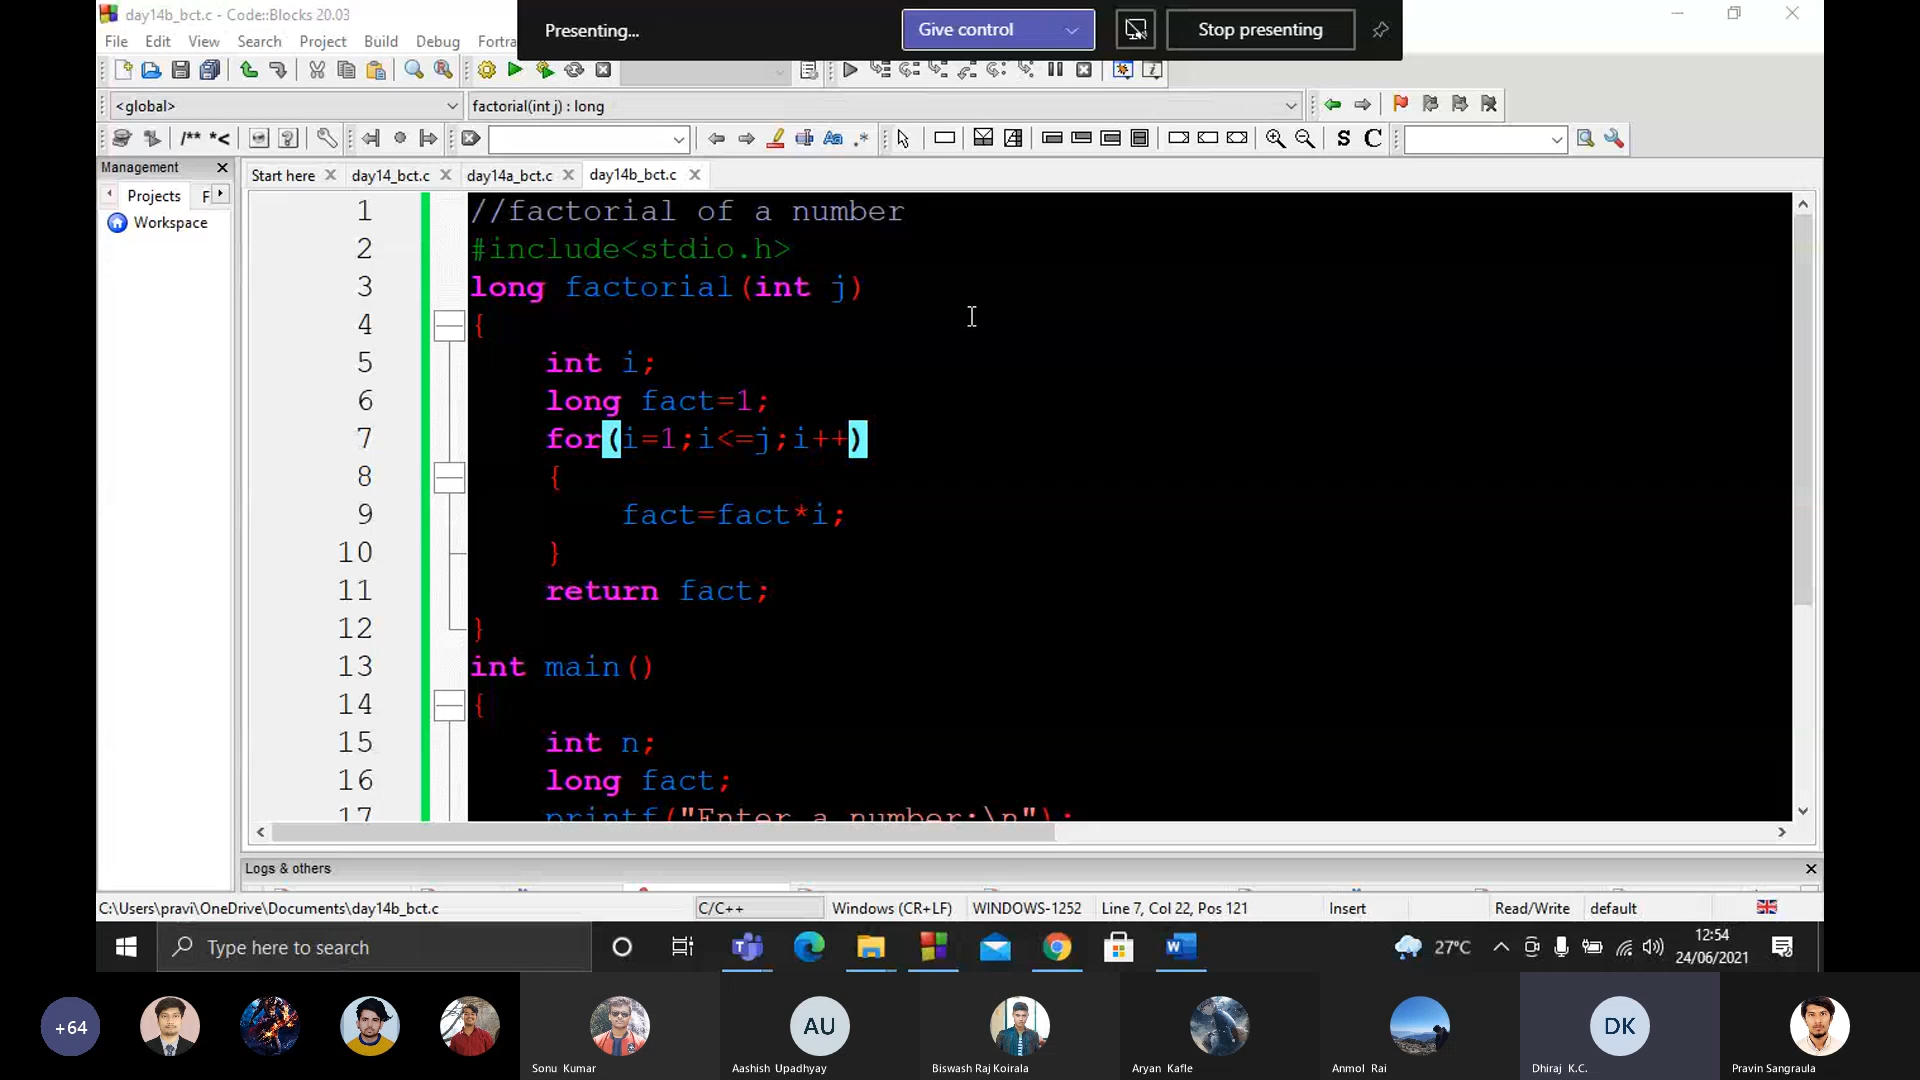 day14b_bct.c - Code::Blocks 20.03
Presenting...
Give control
Stop presenting
File Edit View Search Project Build Debug Fortra
<global>
factorial(int j) : long
/** *<
Aa .*
S C
Management
Projects F
Workspace
Start here day14_bct.c day14a_bct.c day14b_bct.c
1 //factorial of a number
2 #include<stdio.h>
3 long factorial(int j)
4 {
5 int i;
6 long fact=1;
7 for(i=1;i<=j;i++)
8 {
9 fact=fact*i;
10 }
11 return fact;
12 }
13 int main()
14 {
15 int n;
16 long fact;
17 printf("Enter a number:\n");
Logs & others
C:\Users\pravi\OneDrive\Documents\day14b_bct.c C/C++ Windows (CR+LF) WINDOWS-1252 Line 7, Col 22, Pos 121 Insert Read/Write default
Type here to search
27°C
12:54
24/06/2021
+64
AU
DK
Sonu Kumar
Aashish Upadhyay
Biswash Raj Koirala
Aryan Kafle
Anmol Rai
Dhiraj K.C.
Pravin Sangraula